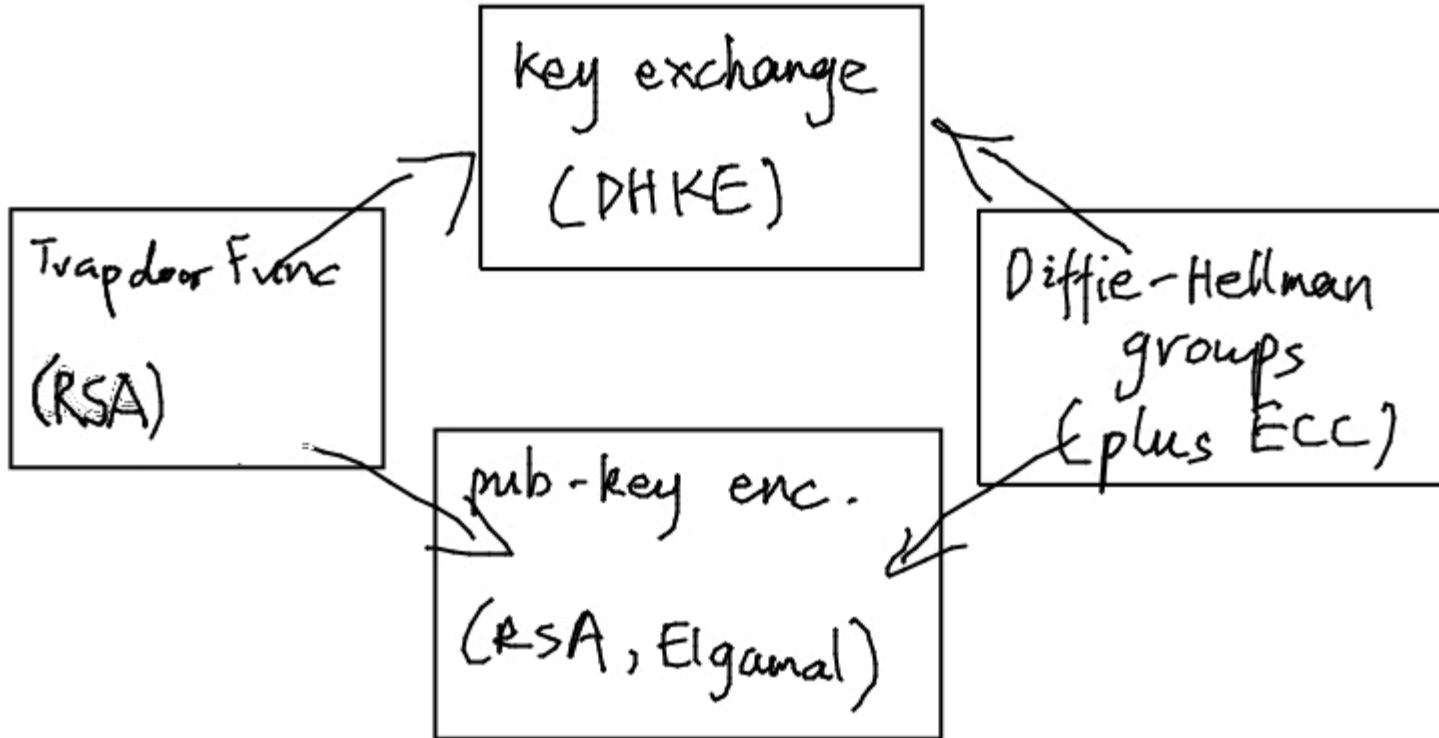 key exchange
(DHKE)
Trapdoor Func
(RSA)
Diffie-Hellman
groups
(plus ECC)
pub-key enc.
(RSA, Elgamal)